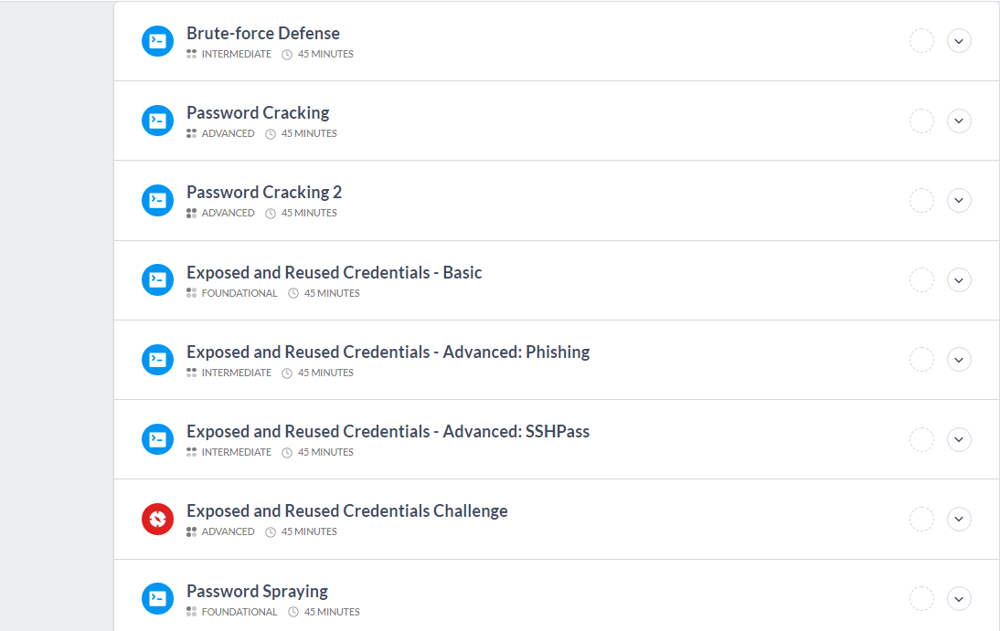 Brute-force Defense
INTERMEDIATE 45 MINUTES
Password Cracking
ADVANCED 45 MINUTES
Password Cracking 2
ADVANCED 45 MINUTES
Exposed and Reused Credentials - Basic
FOUNDATIONAL 45 MINUTES
Exposed and Reused Credentials - Advanced: Phishing
INTERMEDIATE 45 MINUTES
Exposed and Reused Credentials - Advanced: SSHPass
INTERMEDIATE 45 MINUTES
Exposed and Reused Credentials Challenge
ADVANCED 45 MINUTES
Password Spraying
FOUNDATIONAL 45 MINUTES